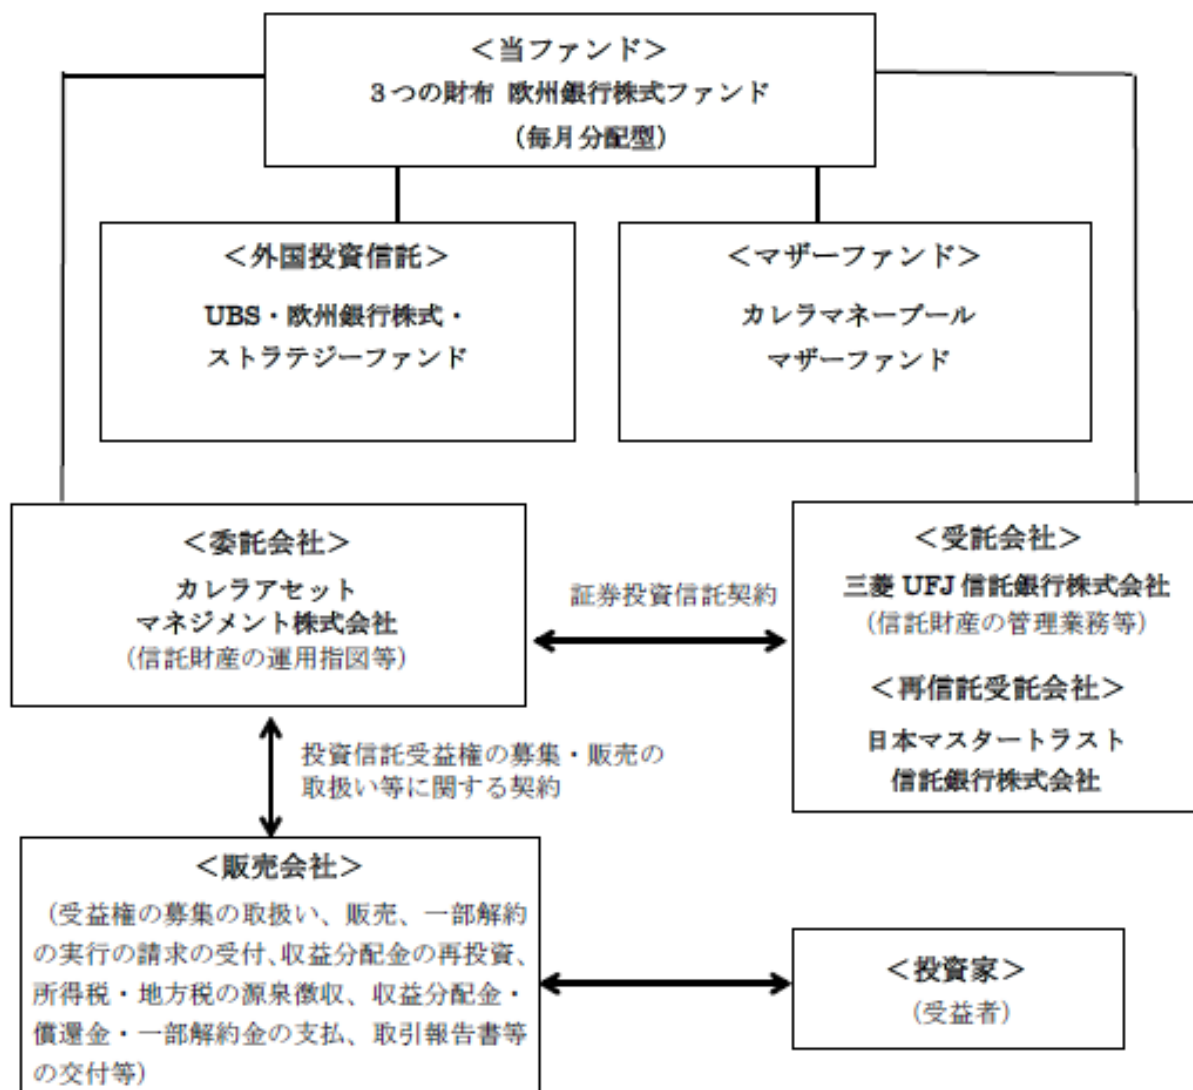 ＜当ファンド＞
3つの財布 欧州銀行株式ファンド
（毎月分配型）
＜外国投資信託＞
UBS・欧州銀行株式・
ストラテジーファンド
＜マザーファンド＞
カレラマネープール
マザーファンド
＜委託会社＞
カレラアセット
マネジメント株式会社
（信託財産の運用指図等）
証券投資信託契約
＜受託会社＞
三菱 UFJ 信託銀行株式会社
（信託財産の管理業務等）
＜再信託受託会社＞
日本マスタートラスト
信託銀行株式会社
投資信託受益権の募集・販売の
取扱い等に関する契約
＜販売会社＞
（受益権の募集の取扱い、販売、一部解約
の実行の請求の受付、収益分配金の再投資、
所得税・地方税の源泉徴収、収益分配金・
償還金・一部解約金の支払、取引報告書等
の交付等）
＜投資家＞
（受益者）